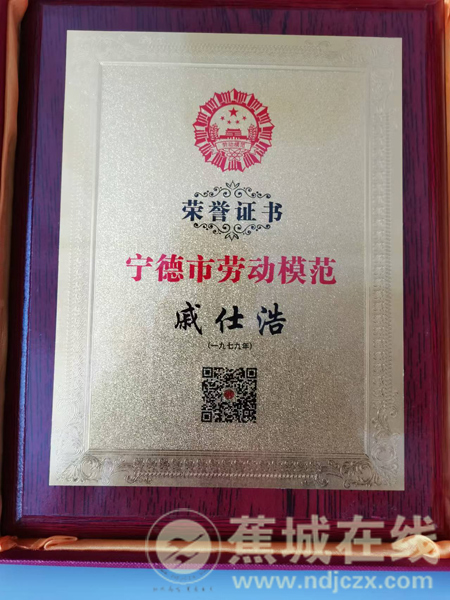 荣誉证书
宁德市劳动模范
戚仕浩
(一九七九年)
蕉城在线
www.ndjczx.com